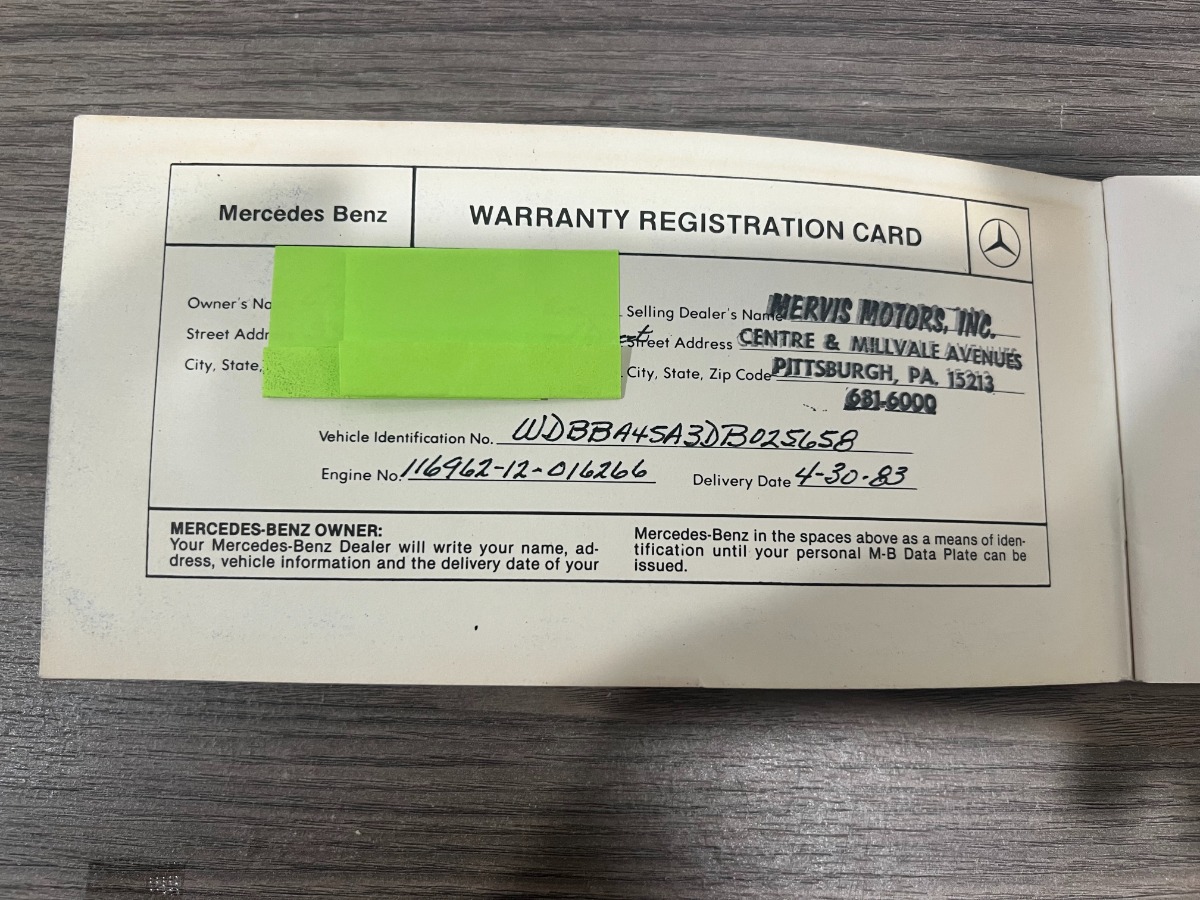 Mercedes Benz
WARRANTY REGISTRATION CARD
Owner's Na
Street Addr
City, State,
Selling Dealer's Name MERVIS MOTORS, INC.
Street Address CENTRE & MILLVALE AVENUES
City, State, Zip Code PITTSBURGH, PA. 15213
681-6000
Vehicle Identification No. WDBBA45A3DB025658
Engine No. 116962-12-016266
Delivery Date 4-30-83
MERCEDES-BENZ OWNER:
Your Mercedes-Benz Dealer will write your name, ad-
dress, vehicle information and the delivery date of your
Mercedes-Benz in the spaces above as a means of iden-
tification until your personal M-B Data Plate can be
issued.